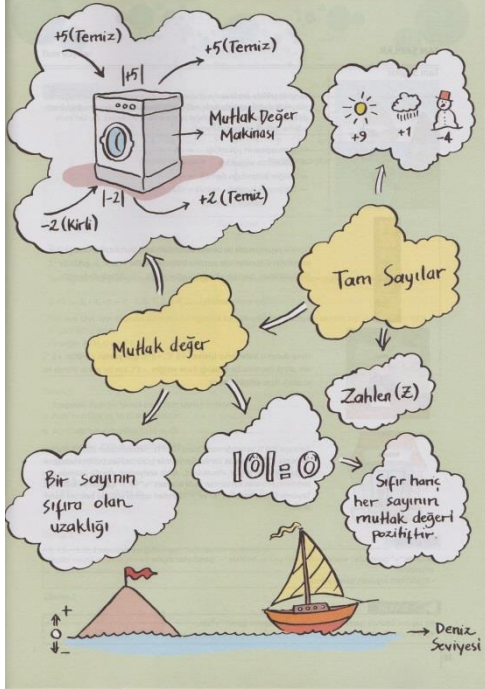 +5 (Temiz)
+5 (Temiz)
|+5|
Mutlak Değer
Makinası
|-2|
-2 (Kirli)
+2 (Temiz)
+9
+1
-4
Tam Sayılar
Mutlak değer
Zahlen (Z)
|0| = 0
Bir sayının
sıfıra olan
uzaklığı
Sıfır hariç
her sayının
mutlak değeri
pozitiftir.
+
-
Deniz
Seviyesi